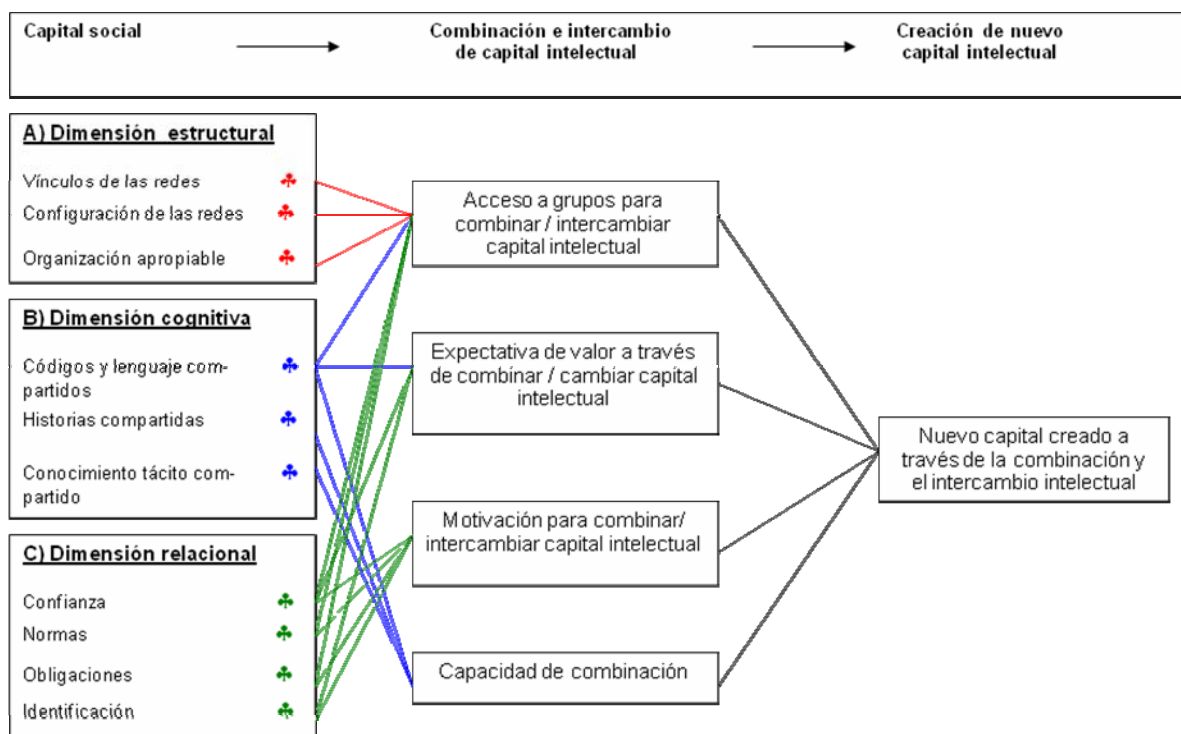 Capital social
Combinación e intercambio
de capital intelectual
Creación de nuevo
capital intelectual
A) Dimensión estructural
Vínculos de las redes
Configuración de las redes
Organización apropiable
B) Dimensión cognitiva
Códigos y lenguaje com-
partidos
Historias compartidas
Conocimiento tácito com-
partido
C) Dimensión relacional
Confianza
Normas
Obligaciones
Identificación
Acceso a grupos para
combinar / intercambiar
capital intelectual
Expectativa de valor a través
de combinar / cambiar capital
intelectual
Motivación para combinar/
intercambiar capital intelectual
Capacidad de combinación
Nuevo capital creado a
través de la combinación y
el intercambio intelectual